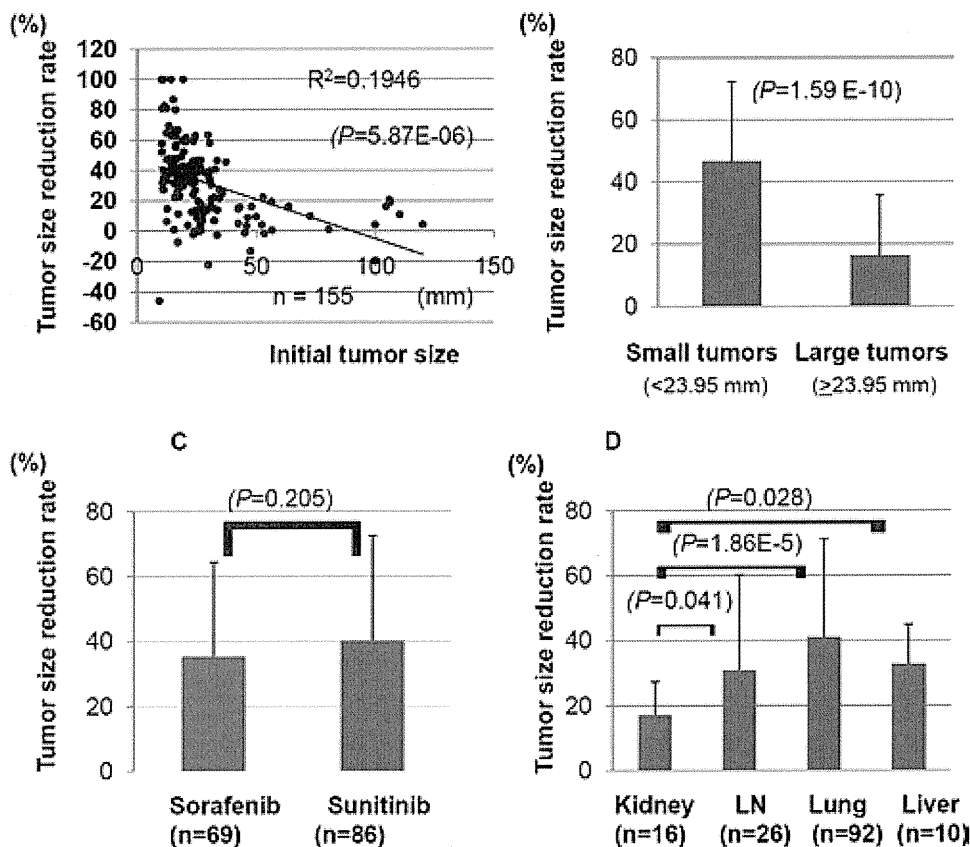 (%)
Tumor size reduction rate
120
100
80
60
40
20
0
-20
-40
-60
R²=0.1946
(P=5.87E-06)
0
50
100
150
n = 155
(mm)
Initial tumor size
(%)
Tumor size reduction rate
80
60
40
20
0
(P=1.59 E-10)
Small tumors
(<23.95 mm)
Large tumors
(≥23.95 mm)
C
(%)
Tumor size reduction rate
80
60
40
20
0
(P=0.205)
Sorafenib
(n=69)
Sunitinib
(n=86)
D
(%)
Tumor size reduction rate
80
60
40
20
0
(P=0.028)
(P=1.86E-5)
(P=0.041)
Kidney
(n=16)
LN
(n=26)
Lung
(n=92)
Liver
(n=10)